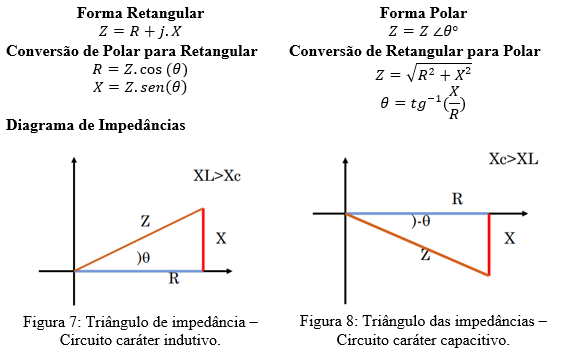 Forma Retangular
Z = R + j.X
Conversão de Polar para Retangular
R = Z.cos (θ)
X = Z.sen(θ)
Forma Polar
Z = Z ∠θ°
Conversão de Retangular para Polar
Z = √R² + X²
θ = tg⁻¹(X/R)
Diagrama de Impedâncias
XL>Xc
Z
X
)θ
R
Figura 7: Triângulo de impedância –
Circuito caráter indutivo.
Xc>XL
R
)-θ
X
Z
Figura 8: Triângulo das impedâncias –
Circuito caráter capacitivo.